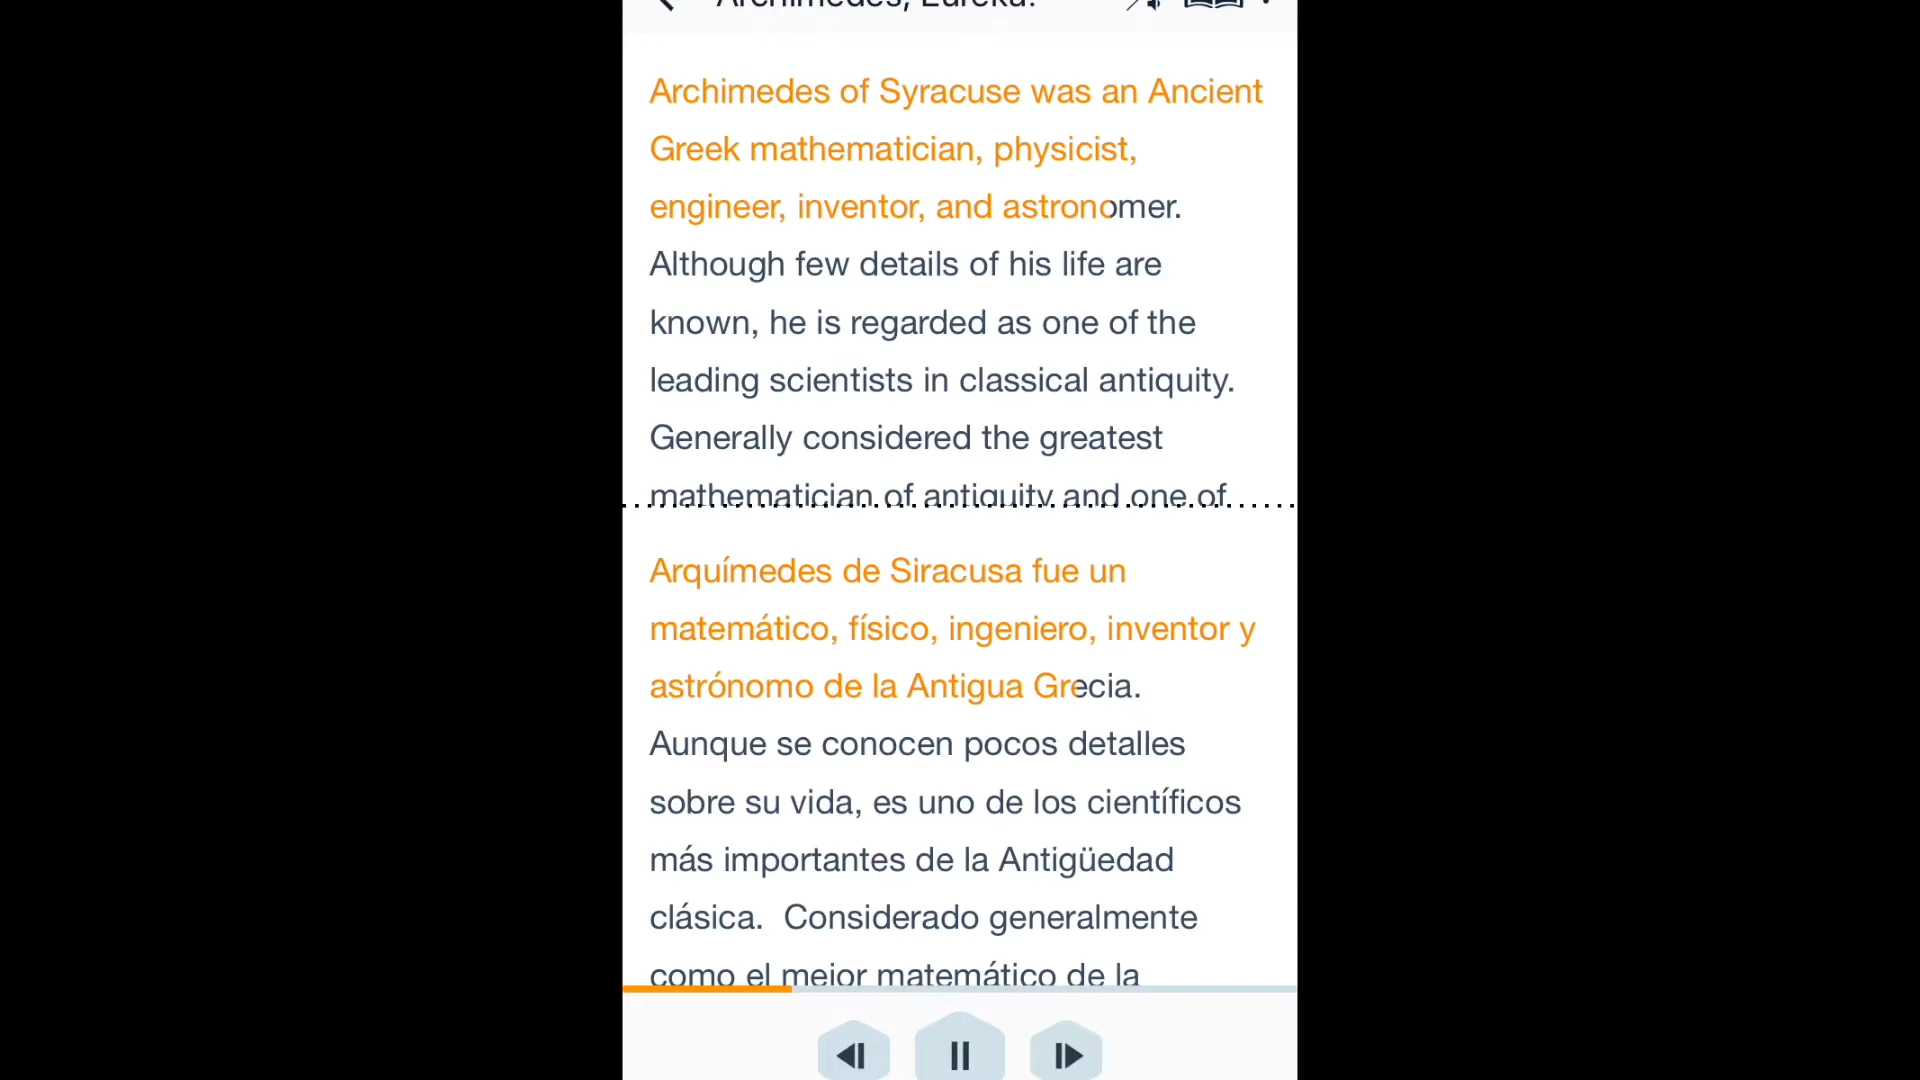 Archimedes, Eureka!
Archimedes of Syracuse was an Ancient
Greek mathematician, physicist,
engineer, inventor, and astronomer.
Although few details of his life are
known, he is regarded as one of the
leading scientists in classical antiquity.
Generally considered the greatest
mathematician of antiquity and one of
Arquímedes de Siracusa fue un
matemático, físico, ingeniero, inventor y
astrónomo de la Antigua Grecia.
Aunque se conocen pocos detalles
sobre su vida, es uno de los científicos
más importantes de la Antigüedad
clásica.  Considerado generalmente
como el mejor matemático de la